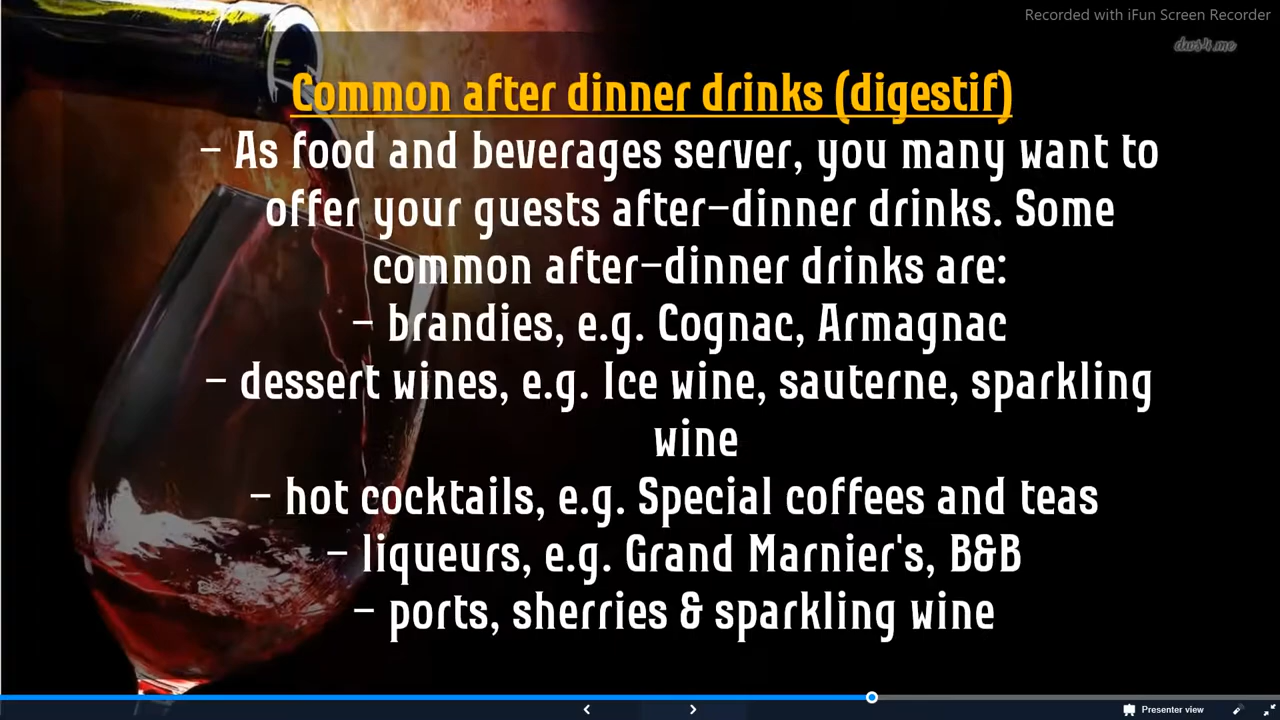 Recorded with iFun Screen Recorder
dws4.me
Common after dinner drinks (digestif)
– As food and beverages server, you many want to
offer your guests after-dinner drinks. Some
common after-dinner drinks are:
– brandies, e.g. Cognac, Armagnac
– dessert wines, e.g. Ice wine, sauterne, sparkling
wine
– hot cocktails, e.g. Special coffees and teas
– liqueurs, e.g. Grand Marnier's, B&B
– ports, sherries & sparkling wine
Presenter view